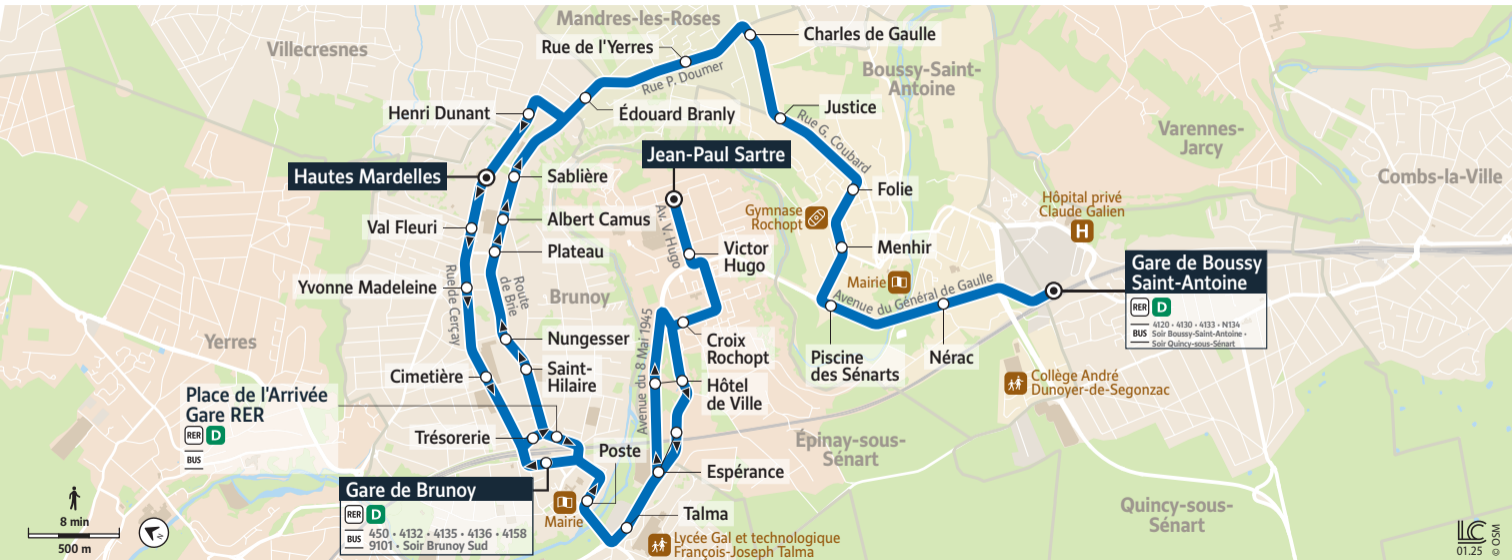 Mandres-les-Roses
Villecresnes
Rue de l'Yerres
Charles de Gaulle
Rue P. Doumer
Boussy-Saint-
Antoine
Henri Dunant
Édouard Branly
Justice
Rue G. Coubard
Varennes-
Jarcy
Jean-Paul Sartre
Hautes Mardelles
Sablière
Folie
Combs-la-Ville
Av. V. Hugo
Gymnase
Rochopt
Hôpital privé
Claude Galien
H
Val Fleuri
Albert Camus
Plateau
Victor
Hugo
Menhir
Mairie
Avenue du Général de Gaulle
Gare de Boussy
Saint-Antoine
RER D
BUS
4120 • 4130 • 4133 • N134
Soir Boussy-Saint-Antoine •
Soir Quincy-sous-Sénart
Yvonne Madeleine
Rue de Cerçay
Route
de Brie
Brunoy
Avenue du 8 Mai 1945
Yerres
Nungesser
Croix
Rochopt
Piscine
des Sénarts
Nérac
Cimetière
Saint-
Hilaire
Hôtel
de Ville
Collège André
Dunoyer-de-Segonzac
Place de l'Arrivée
Gare RER
RER D
BUS
Trésorerie
Poste
Épinay-sous-
Sénart
Espérance
Gare de Brunoy
RER D
BUS
450 • 4132 • 4135 • 4136 • 4158
9101 • Soir Brunoy Sud
Mairie
Talma
Lycée Gal et technologique
François-Joseph Talma
Quincy-sous-
Sénart
8 min
500 m
N
LC
01.25
© OSM